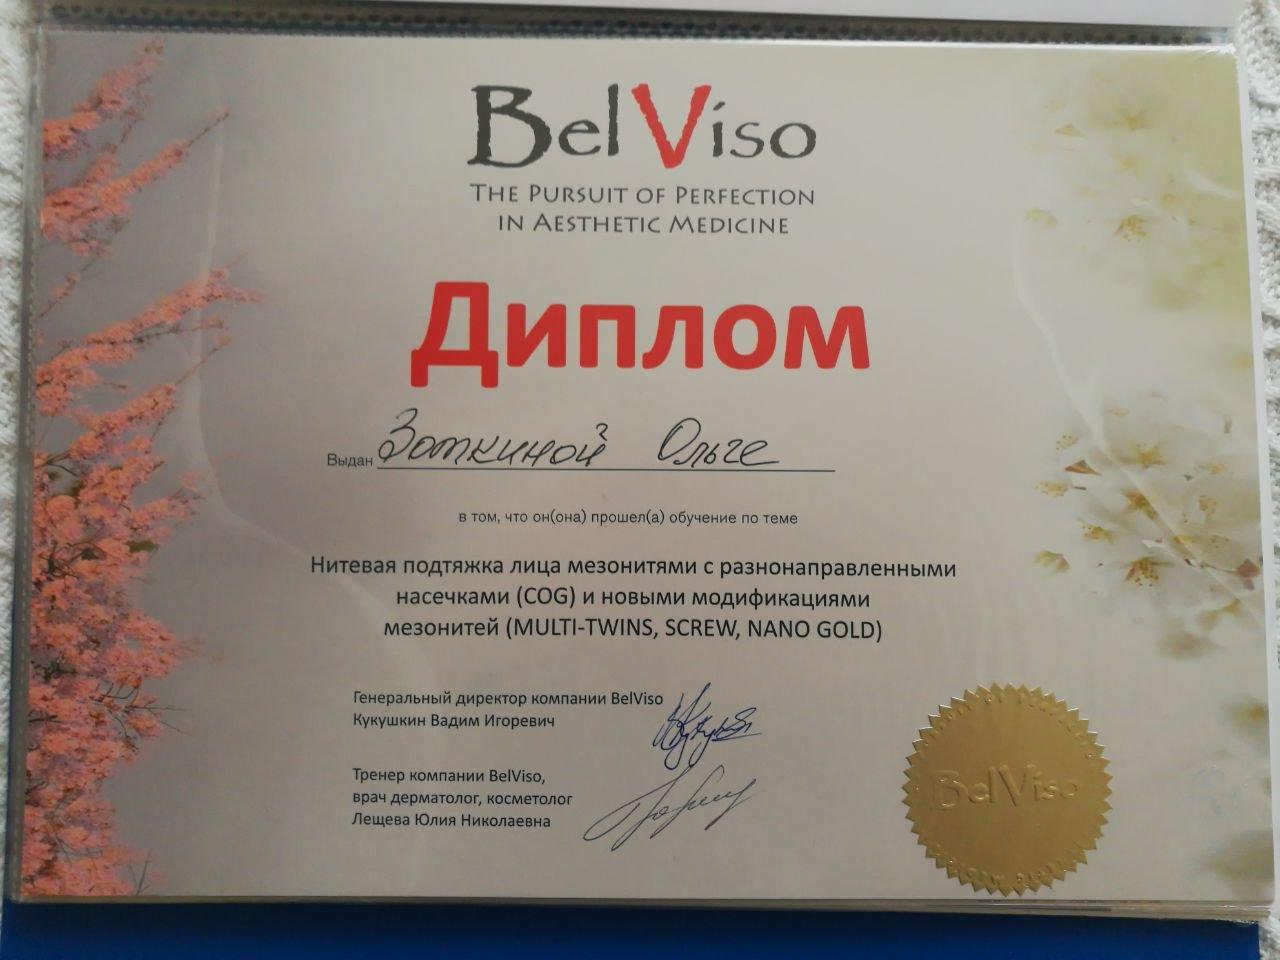 BelViso
THE PURSUIT OF PERFECTION
IN AESTHETIC MEDICINE
Диплом
Выдан Заткиной Ольге
в том, что он(она) прошел(а) обучение по теме
Нитевая подтяжка лица мезонитями с разнонаправленными
насечками (COG) и новыми модификациями
мезонитей (MULTI-TWINS, SCREW, NANO GOLD)
Генеральный директор компании BelViso
Кукушкин Вадим Игоревич
Тренер компании BelViso,
врач дерматолог, косметолог
Лещева Юлия Николаевна
BelViso